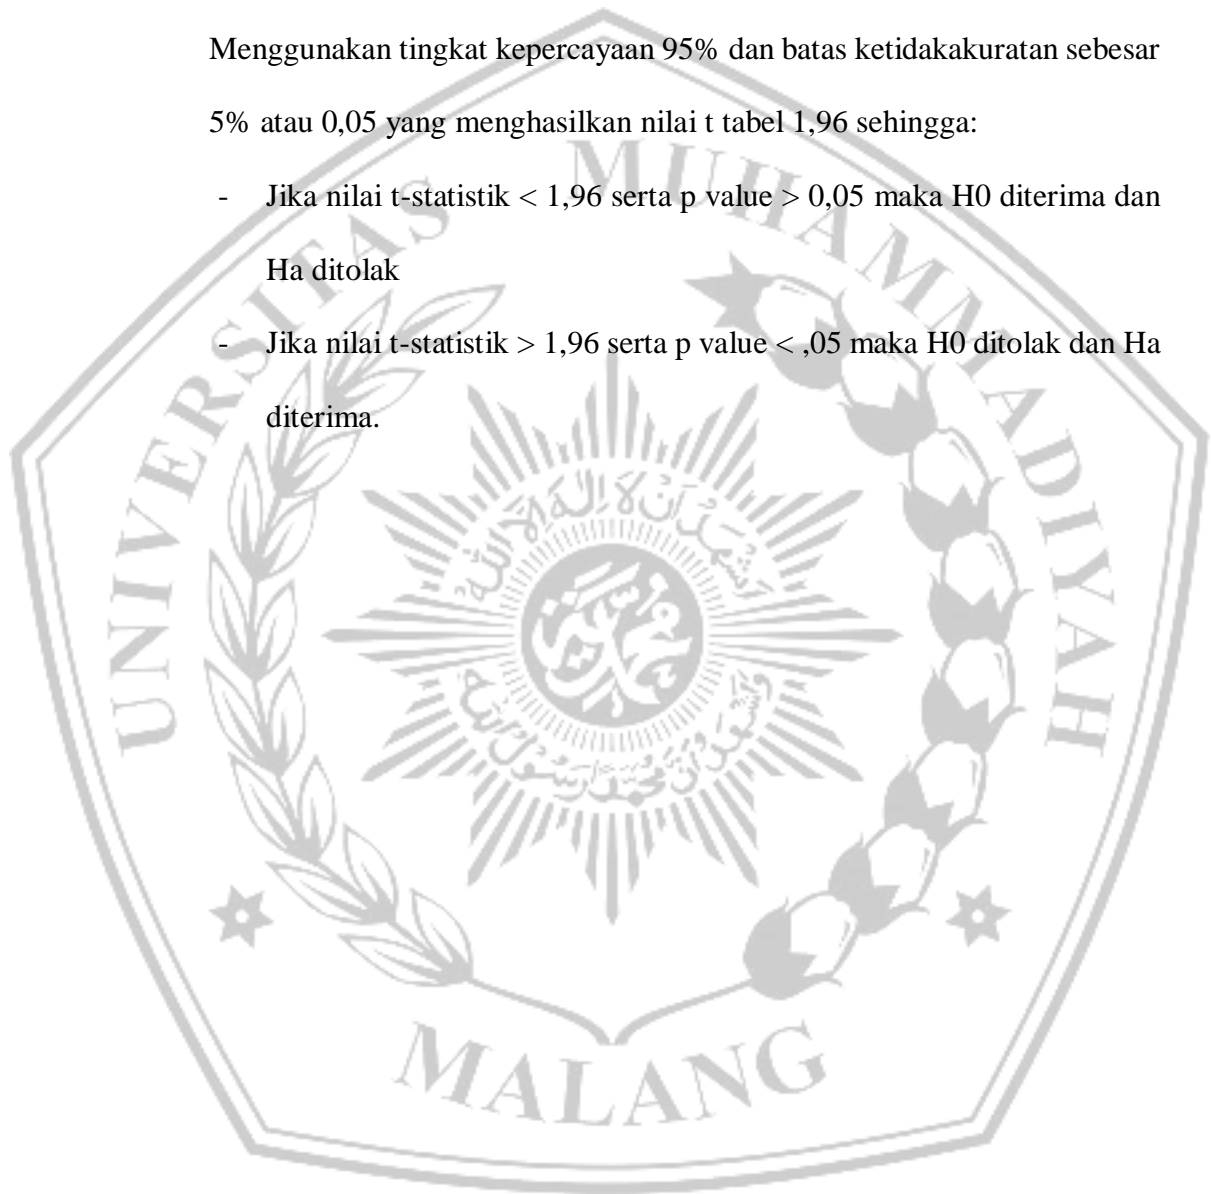 Menggunakan tingkat kepercayaan 95% dan batas ketidakakuratan sebesar
5% atau 0,05 yang menghasilkan nilai t tabel 1,96 sehingga:
- Jika nilai t-statistik < 1,96 serta p value > 0,05 maka H0 diterima dan
Ha ditolak
- Jika nilai t-statistik > 1,96 serta p value < ,05 maka H0 ditolak dan Ha
diterima.
UNIVERSITAS MUHAMMADIYAH
MALANG